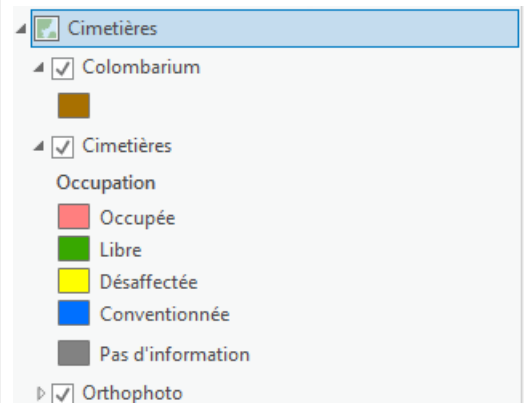 Cimetières
Colombarium
Cimetières
Occupation
Occupée
Libre
Désaffectée
Conventionnée
Pas d'information
Orthophoto